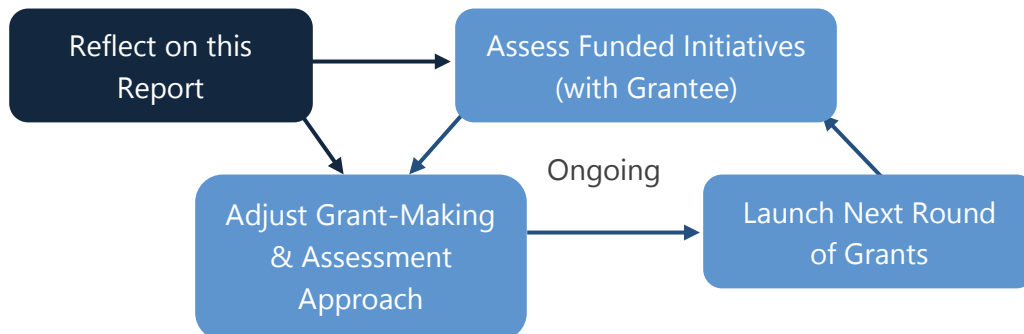 Reflect on this
Report
Assess Funded Initiatives
(with Grantee)
Ongoing
Adjust Grant-Making
& Assessment
Approach
Launch Next Round
of Grants